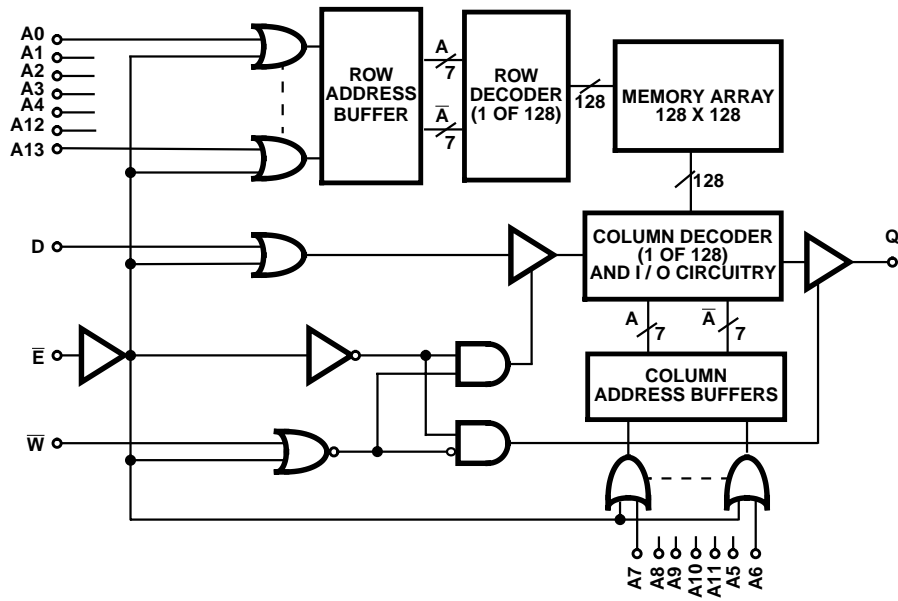 A0
A1
A2
A3
A4
A12
A13
ROW
ADDRESS
BUFFER
A
7
A̅
7
ROW
DECODER
(1 OF 128)
128
MEMORY ARRAY
128 X 128
128
D
COLUMN DECODER
(1 OF 128)
AND I / O CIRCUITRY
Q
A
7
A̅
7
E̅
COLUMN
ADDRESS BUFFERS
W̅
A7
A8
A9
A10
A11
A5
A6